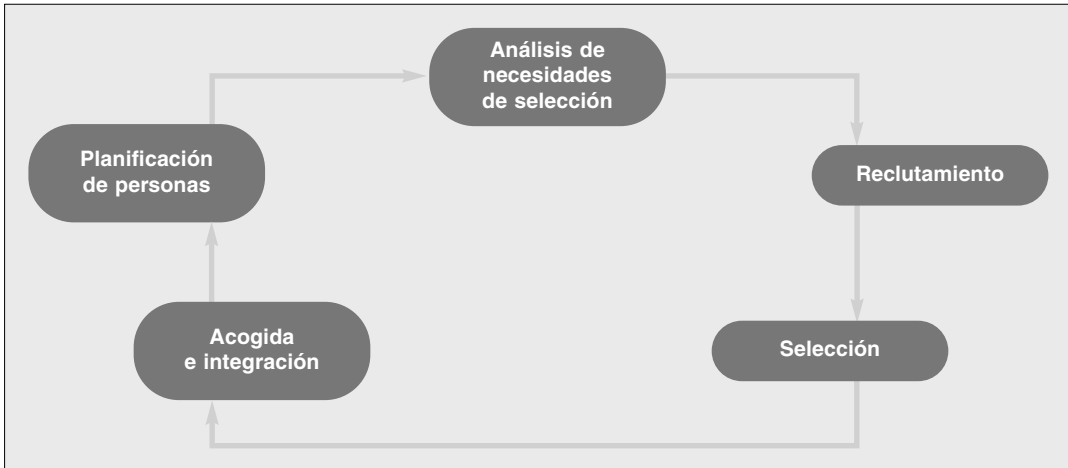 Análisis de
necesidades
de selección
Planificación
de personas
Reclutamiento
Acogida
e integración
Selección